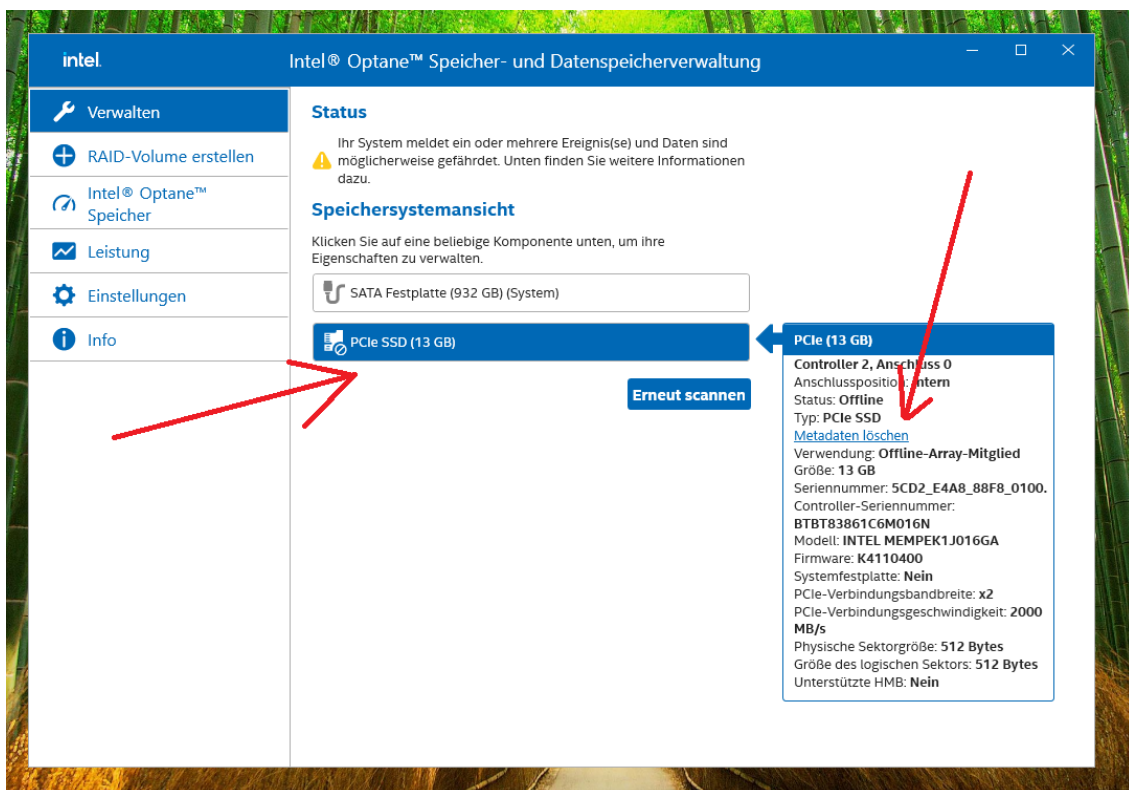 intel.
Intel® Optane™ Speicher- und Datenspeicherverwaltung
Verwalten
RAID-Volume erstellen
Intel® Optane™
Speicher
Leistung
Einstellungen
Info
Status
Ihr System meldet ein oder mehrere Ereignis(se) und Daten sind
möglicherweise gefährdet. Unten finden Sie weitere Informationen
dazu.
Speichersystemansicht
Klicken Sie auf eine beliebige Komponente unten, um ihre
Eigenschaften zu verwalten.
SATA Festplatte (932 GB) (System)
PCIe SSD (13 GB)
Erneut scannen
PCIe (13 GB)
Controller 2, Anschluss 0
Anschlussposition: Intern
Status: Offline
Typ: PCIe SSD
Metadaten löschen
Verwendung: Offline-Array-Mitglied
Größe: 13 GB
Seriennummer: 5CD2_E4A8_88F8_0100.
Controller-Seriennummer:
BTBT83861C6M016N
Modell: INTEL MEMPEK1J016GA
Firmware: K4110400
Systemfestplatte: Nein
PCIe-Verbindungsbandbreite: x2
PCIe-Verbindungsgeschwindigkeit: 2000
MB/s
Physische Sektorgröße: 512 Bytes
Größe des logischen Sektors: 512 Bytes
Unterstützte HMB: Nein